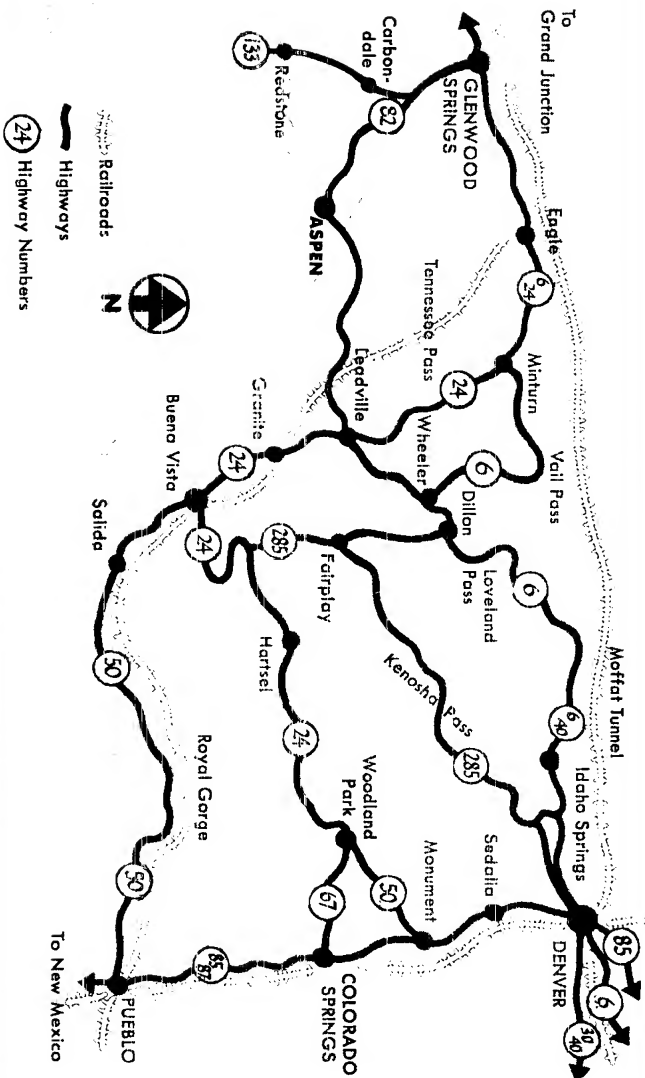 To
Grand Junction
GLENWOOD
SPRINGS
Carbon-
dale
Redstone
133
82
ASPEN
Eagle
6
24
Minturn
Tennessee Pass
24
Vail Pass
6
Wheeler
Leadville
Dillon
Loveland
Pass
6
Moffat Tunnel
6
40
Idaho Springs
Granite
24
Buena Vista
24
285
Fairplay
Kenosha Pass
285
Hartsel
24
Woodland
Park
67
50
Monument
Sedalia
DENVER
85
6
40
Salida
50
Royal Gorge
50
COLORADO
SPRINGS
85
87
PUEBLO
To New Mexico
N
Railroads
Highways
24 Highway Numbers